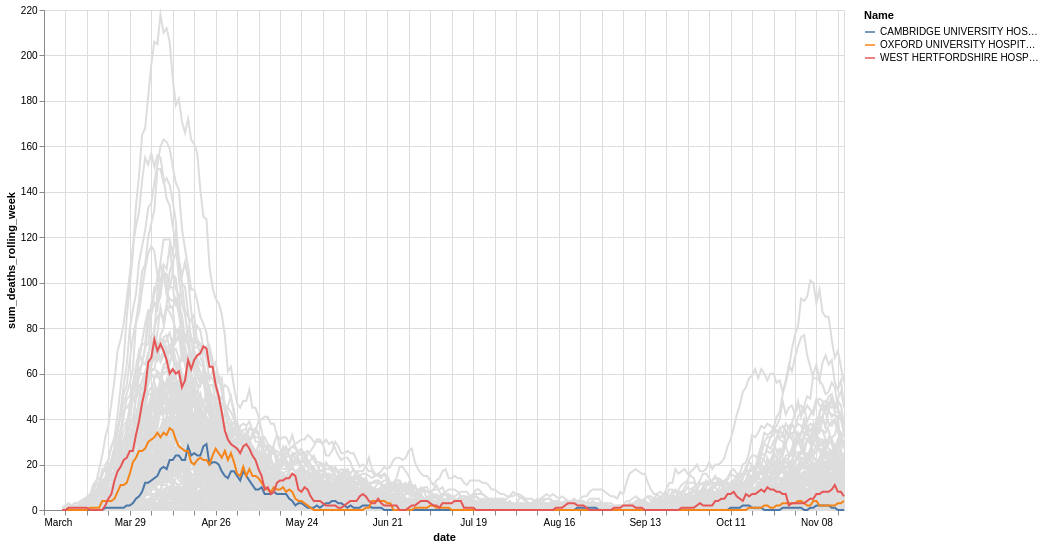 220
200
180
160
140
120
100
80
60
40
20
0
sum_deaths_rolling_week
March Mar 29 Apr 26 May 24 Jun 21 Jul 19 Aug 16 Sep 13 Oct 11 Nov 08
date
Name
CAMBRIDGE UNIVERSITY HOS…
OXFORD UNIVERSITY HOSPIT…
WEST HERTFORDSHIRE HOSP…